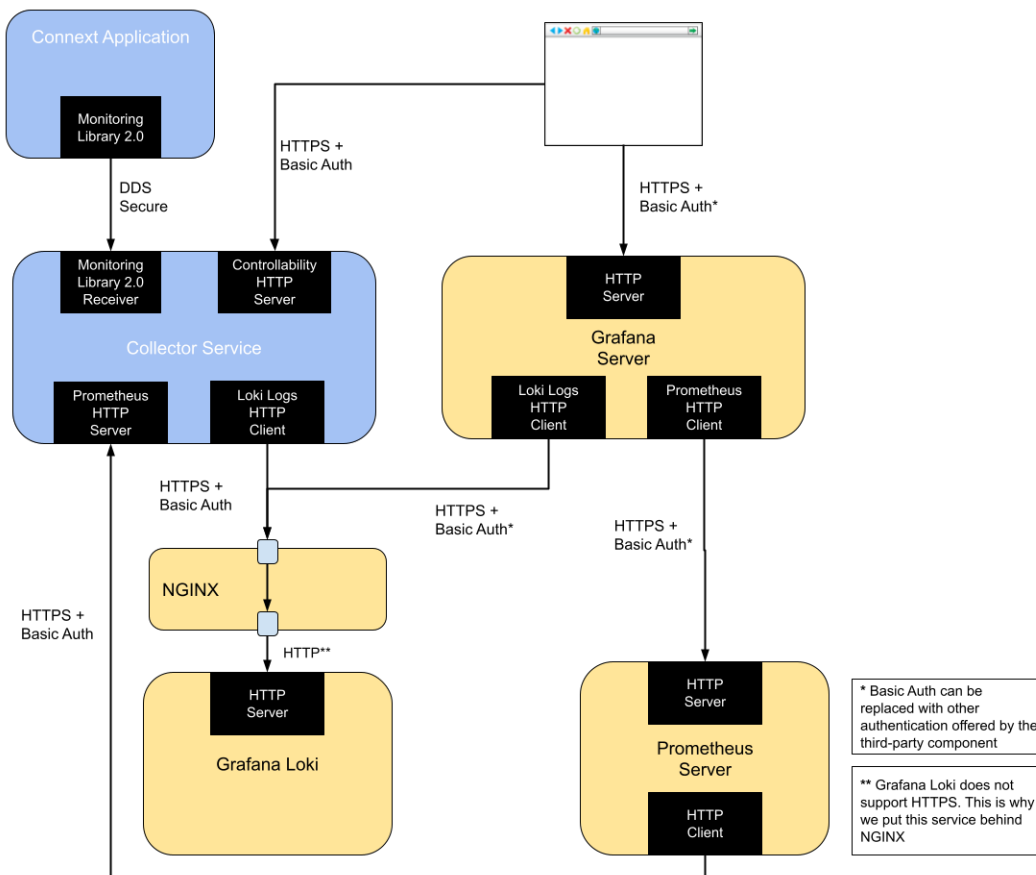 Connext Application
Monitoring
Library 2.0
HTTPS +
Basic Auth
DDS
Secure
HTTPS +
Basic Auth*
Monitoring
Library 2.0
Receiver
Controllability
HTTP
Server
HTTP
Server
Collector Service
Grafana
Server
Prometheus
HTTP
Server
Loki Logs
HTTP
Client
Loki Logs
HTTP
Client
Prometheus
HTTP
Client
HTTPS +
Basic Auth
HTTPS +
Basic Auth*
HTTPS +
Basic Auth*
NGINX
HTTPS +
Basic Auth
HTTP**
HTTP
Server
Grafana Loki
HTTP
Server
Prometheus
Server
HTTP
Client
* Basic Auth can be
replaced with other
authentication offered by the
third-party component
** Grafana Loki does not
support HTTPS. This is why
we put this service behind
NGINX